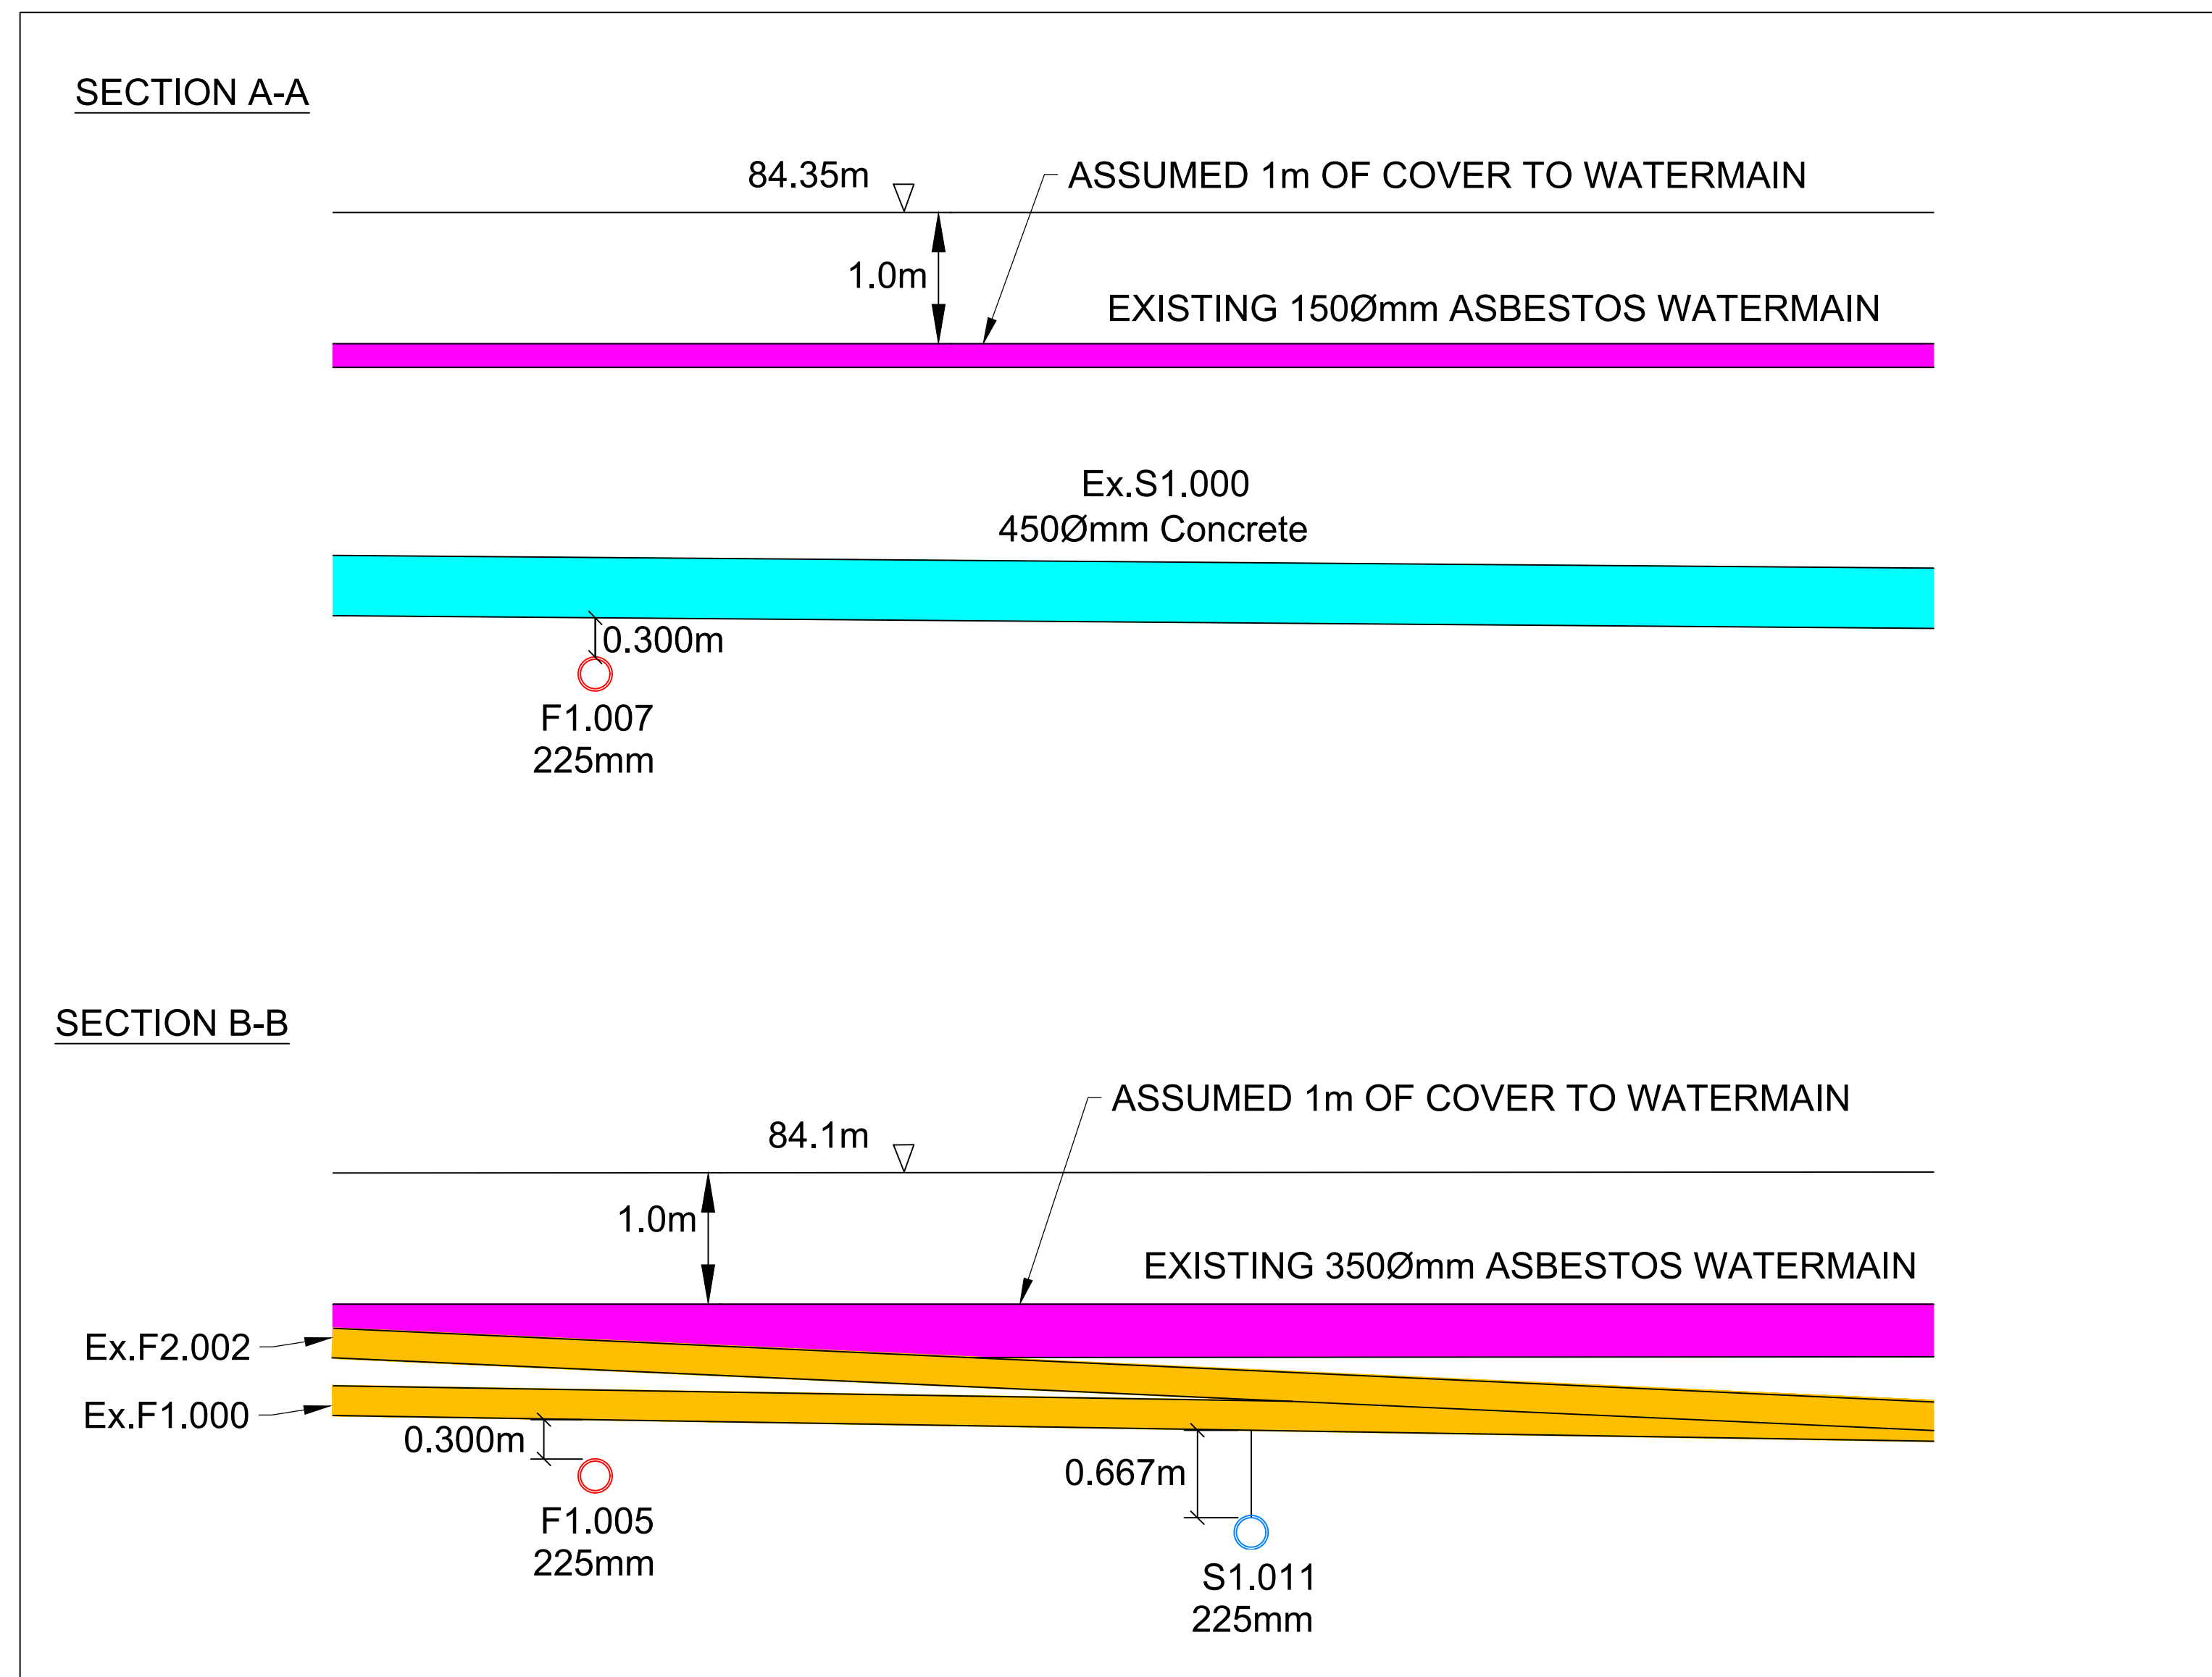 SECTION A-A
84.35m
ASSUMED 1m OF COVER TO WATERMAIN
1.0m
EXISTING 150Ømm ASBESTOS WATERMAIN
Ex.S1.000
450Ømm Concrete
0.300m
F1.007
225mm
SECTION B-B
ASSUMED 1m OF COVER TO WATERMAIN
84.1m
1.0m
EXISTING 350Ømm ASBESTOS WATERMAIN
Ex.F2.002
Ex.F1.000
0.300m
0.667m
F1.005
225mm
S1.011
225mm